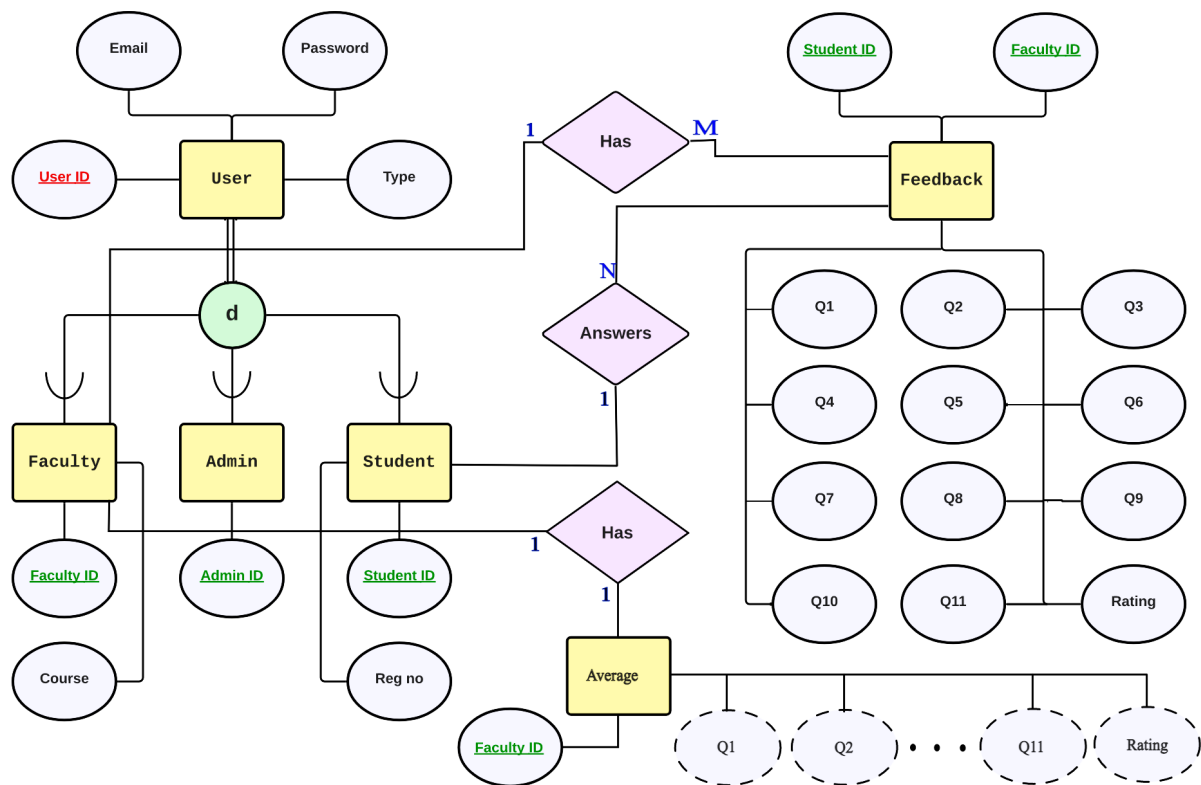 Email
Password
Student ID
Faculty ID
1
Has
M
User ID
User
Type
Feedback
N
d
Answers
1
Q1
Q2
Q3
Q4
Q5
Q6
Faculty
Admin
Student
Q7
Q8
Q9
Has
1
1
Faculty ID
Admin ID
Student ID
Q10
Q11
Rating
Course
Reg no
Average
Faculty ID
Q1
Q2
• • •
Q11
Rating